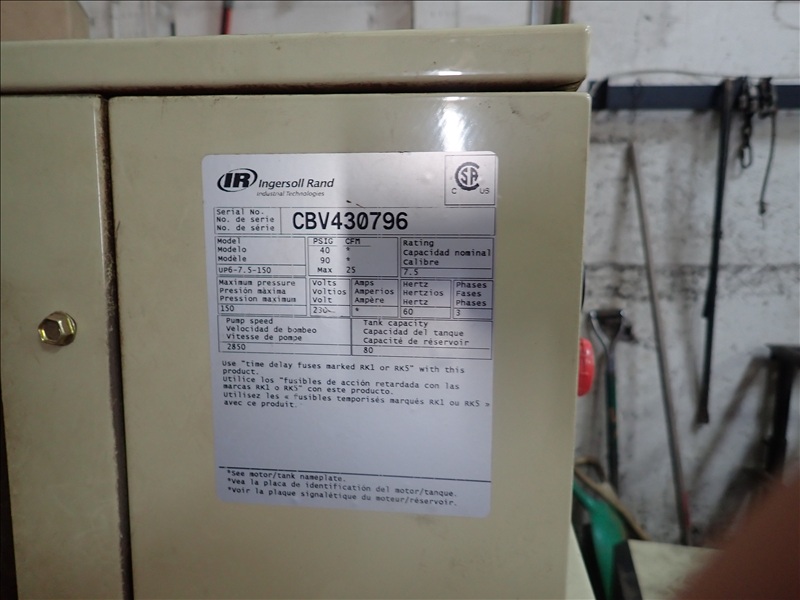 IR Ingersoll Rand
Industrial Technologies
CSA
C US
Serial No.
No. de serie
No. de série
CBV430796
Model
Modelo
Modèle
UP6-7.5-150
PSIG CFM
40 *
90 *
Max 25
Rating
Capacidad nominal
Calibre
7.5
Maximum pressure
Presión màxima
Pression maximum
150
Volts
Voltios
Volt
230
Amps
Amperios
Ampère
*
Hertz
Hertzios
Hertz
60
Phases
Fases
Phases
3
Pump speed
Velocidad de bombeo
Vitesse de pompe
2850
Tank capacity
Capacidad del tanque
Capacité de réservoir
80
Use "time delay fuses marked RK1 or RK5" with this
product.
Utilice los "fusibles de acción retardada con las
marcas RK1 o RK5" con este producto.
Utilisez les « fusibles temporisés marqués RK1 ou RK5 »
avec ce produit.
*See motor/tank nameplate.
*Vea la placa de identificación del motor/tanque.
*Voir la plaque signalétique du moteur/réservoir.